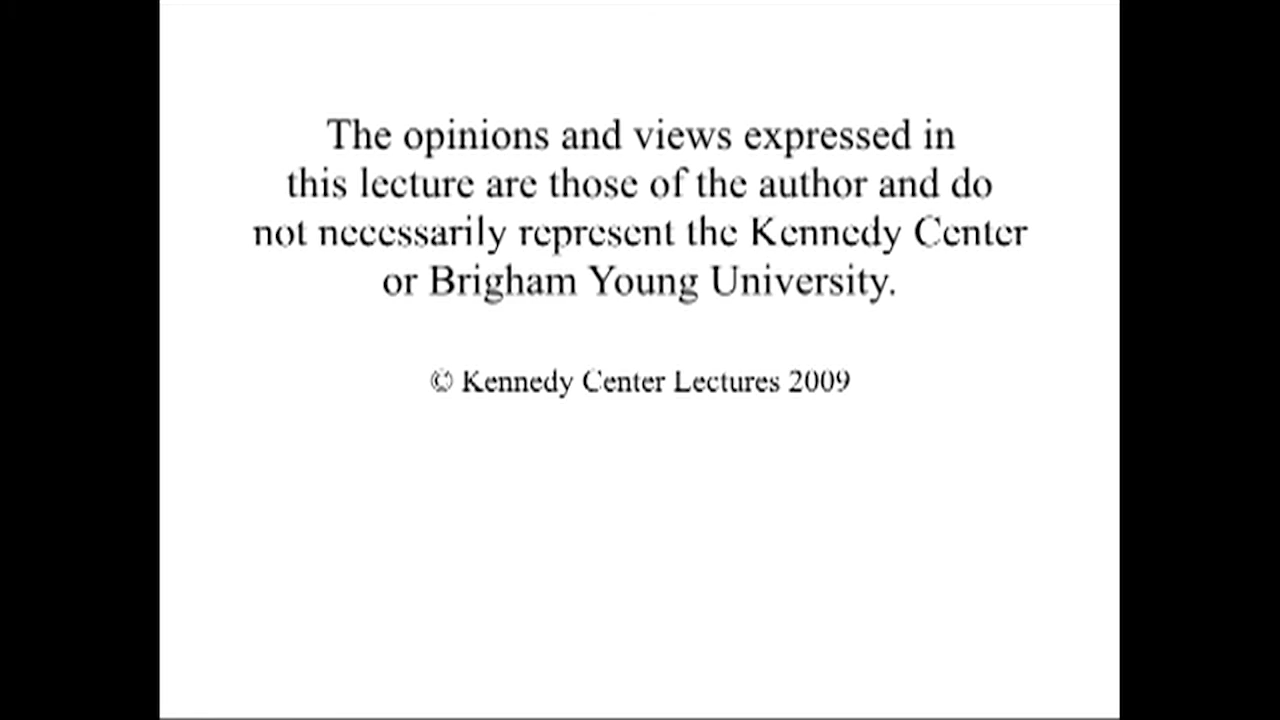 The opinions and views expressed in
this lecture are those of the author and do
not necessarily represent the Kennedy Center
or Brigham Young University.
© Kennedy Center Lectures 2009